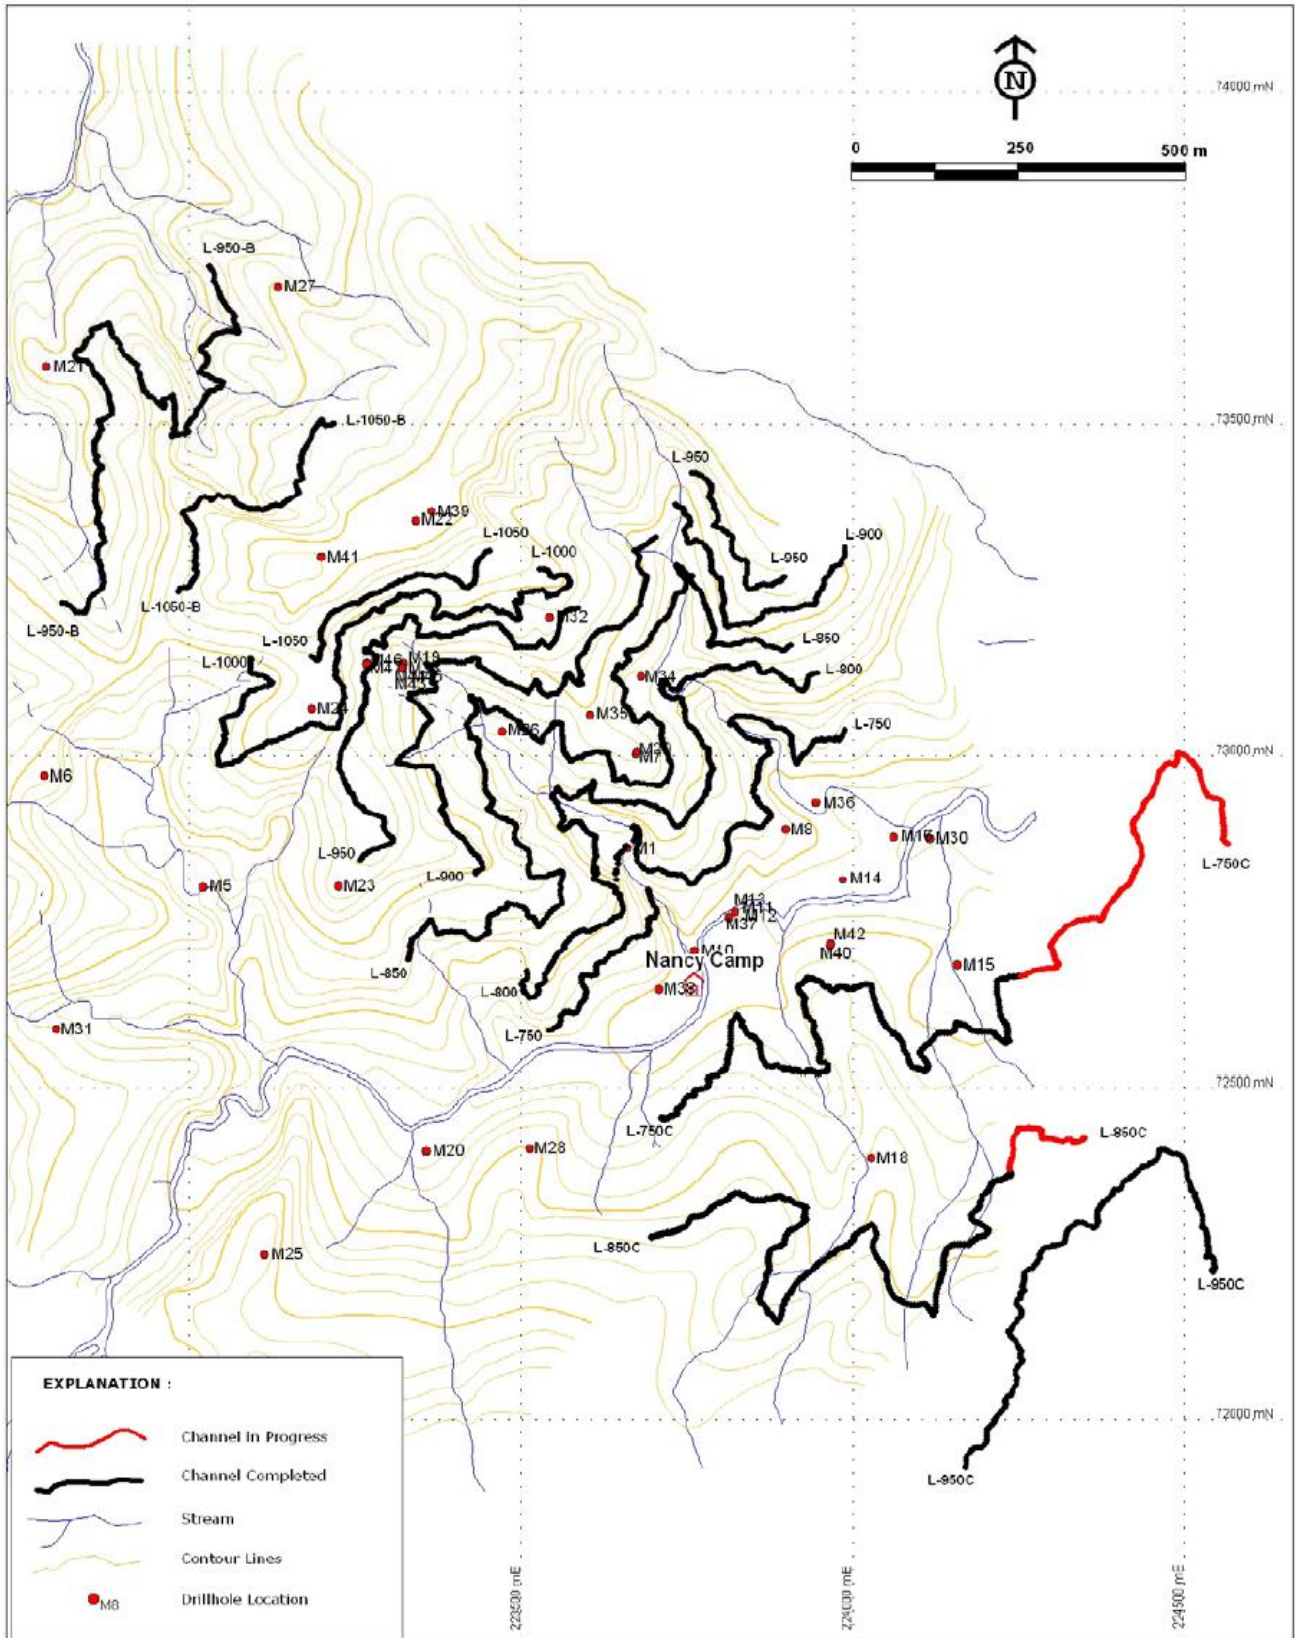 N
74000 mN
0 250 500 m
L-950-B
M27
M21
L-1050-B
73500 mN
L-950
M39
M22
L-1050
L-900
L-1000
M41
L-950
L-1050-B
M32
L-950-B
L-1050
L-850
L-1000
M19
L-800
M34
M24
M35
L-750
M26
73000 mN
M7
M6
M36
M8
M30
M1
L-950
L-750C
L-900
M14
M23
M5
M13
M11
M12
M37
M42
M40
M10
Nancy Camp
L-850
M15
L-800
M38
M31
L-750
72500 mN
L-750C
L-850C
M20
M28
M18
L-850C
M25
L-950C
EXPLANATION :
72000 mN
Channel in Progress
Channel Completed
L-950C
Stream
Contour Lines
M8 Drillhole Location
223500 mE
224000 mE
224500 mE